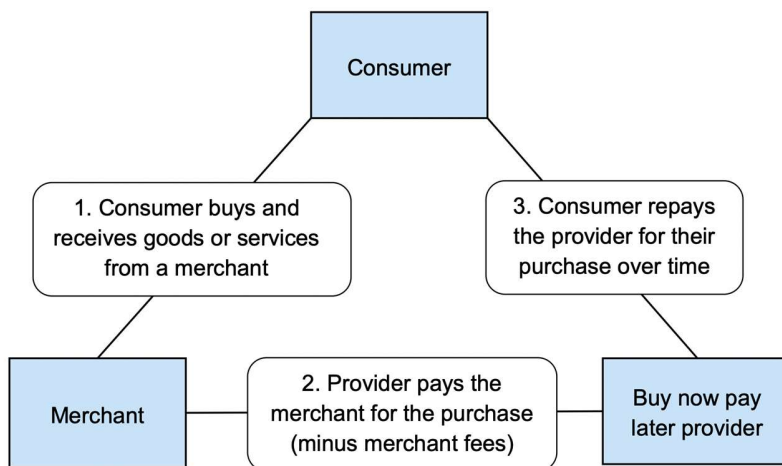 Consumer
1. Consumer buys and
receives goods or services
from a merchant
3. Consumer repays
the provider for their
purchase over time
Merchant
2. Provider pays the
merchant for the purchase
(minus merchant fees)
Buy now pay
later provider